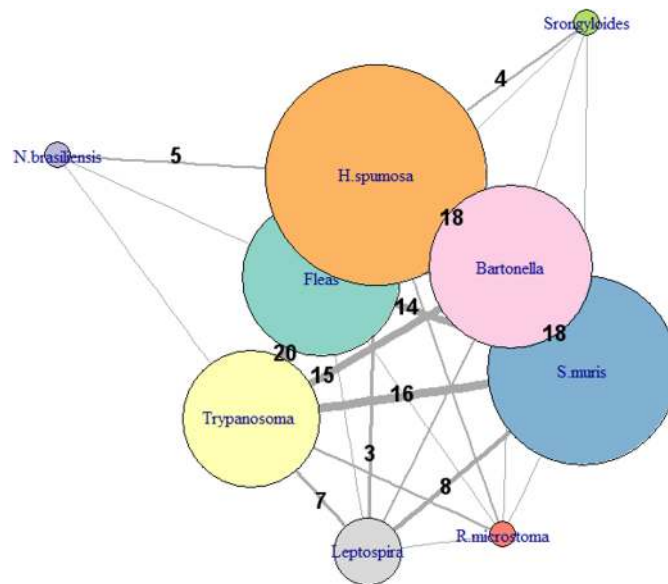 Srongyloides
4
N.brasiliensis
5
H.spumosa
18
Bartonella
Fleas
14
18
20
15
S.muris
16
Trypanosoma
3
8
7
Leptospira
R.microstoma